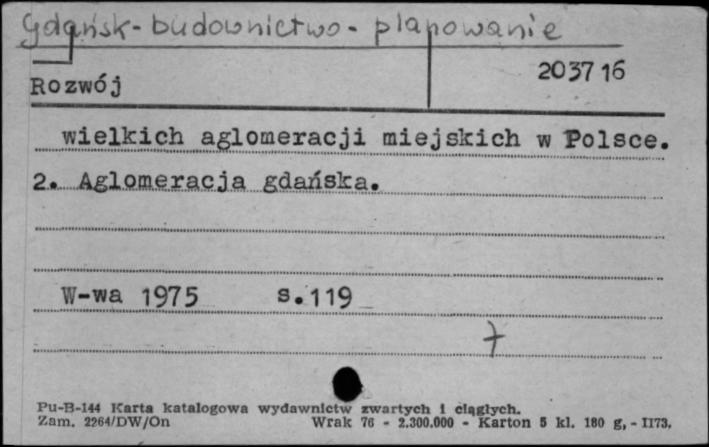 Gdańsk - budownictwo - planowanie
203716
Rozwój
wielkich aglomeracji miejskich w Polsce.
2. Aglomeracja gdańska.
W-wa 1975 s.119
Pu-B-144 Karta katalogowa wydawnictw zwartych i ciągłych.
Zam. 2264/DW/On Wrak 76 - 2.300.000 - Karton 5 kl. 180 g, - II73.